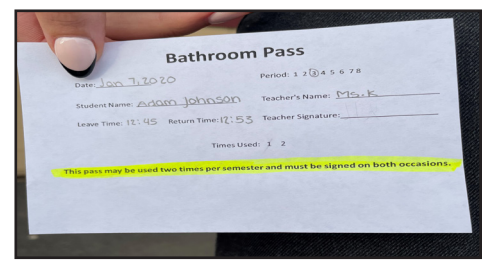 Bathroom Pass
Date: Jan 7, 2020 Period: 1 2 3 4 5 6 7 8
Student Name: Adam Johnson Teacher's Name: Ms. K
Leave Time: 12:45 Return Time: 12:53 Teacher Signature:
Times Used: 1 2
This pass may be used two times per semester and must be signed on both occasions.